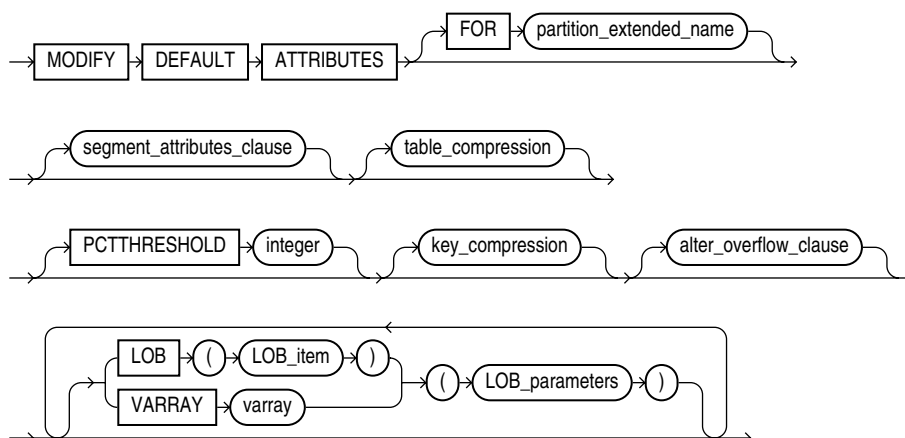 MODIFY DEFAULT ATTRIBUTES FOR partition_extended_name
segment_attributes_clause table_compression
PCTTHRESHOLD integer key_compression alter_overflow_clause
LOB ( LOB_item )
VARRAY varray ( LOB_parameters )